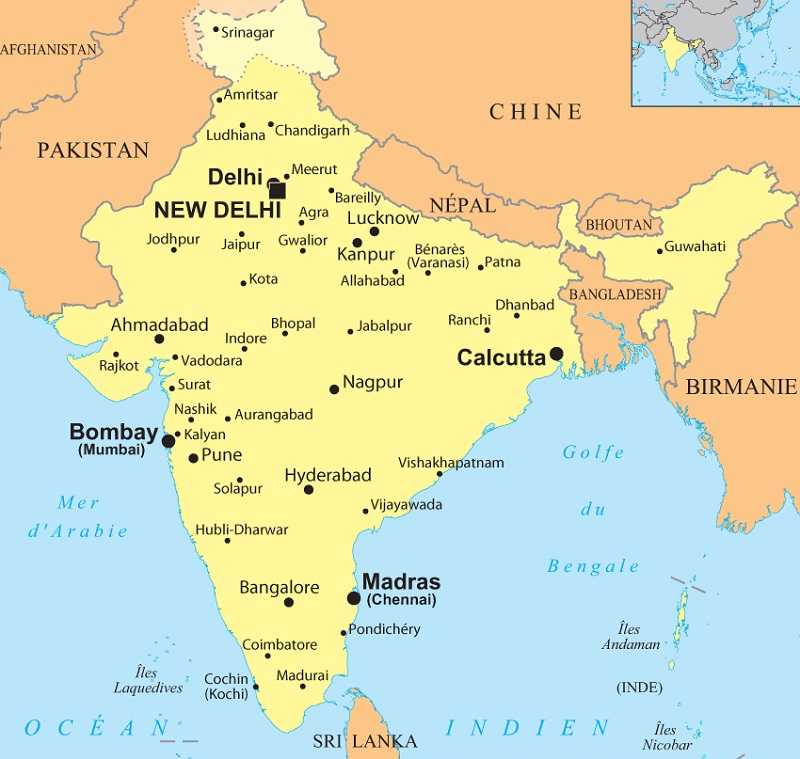 Srinagar
AFGHANISTAN
Amritsar
CHINE
Ludhiana
Chandigarh
PAKISTAN
Delhi
Meerut
NEW DELHI
Bareilly
Agra
Lucknow
NÉPAL
BHOUTAN
Jodhpur
Jaipur
Gwalior
Kanpur
Bénarès
(Varanasi)
Patna
Guwahati
Kota
Allahabad
BANGLADESH
Dhanbad
Ahmadabad
Bhopal
Jabalpur
Ranchi
Indore
Rajkot
Vadodara
Calcutta
Surat
Nagpur
BIRMANIE
Nashik
Aurangabad
Bombay
(Mumbai)
Kalyan
Pune
Golfe
du
Bengale
Hyderabad
Vishakhapatnam
Solapur
Mer
d'Arabie
Vijayawada
Hubli-Dharwar
Bangalore
Madras
(Chennai)
Pondichéry
Îles
Andaman
Coimbatore
Îles
Laquedives
Cochin
(Kochi)
Madurai
(INDE)
OCÉAN INDIEN
SRI LANKA
Îles
Nicobar